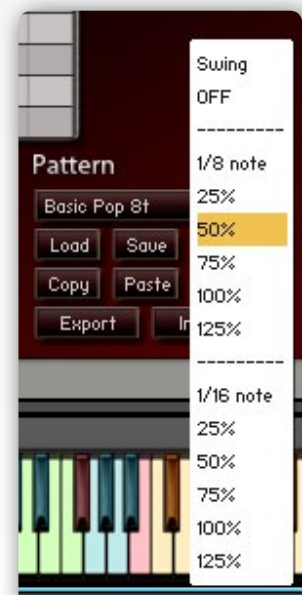 Pattern
Basic Pop 8t
Load Save
Copy Paste
Export
Swing
OFF
---------
1/8 note
25%
50%
75%
100%
125%
---------
1/16 note
25%
50%
75%
100%
125%